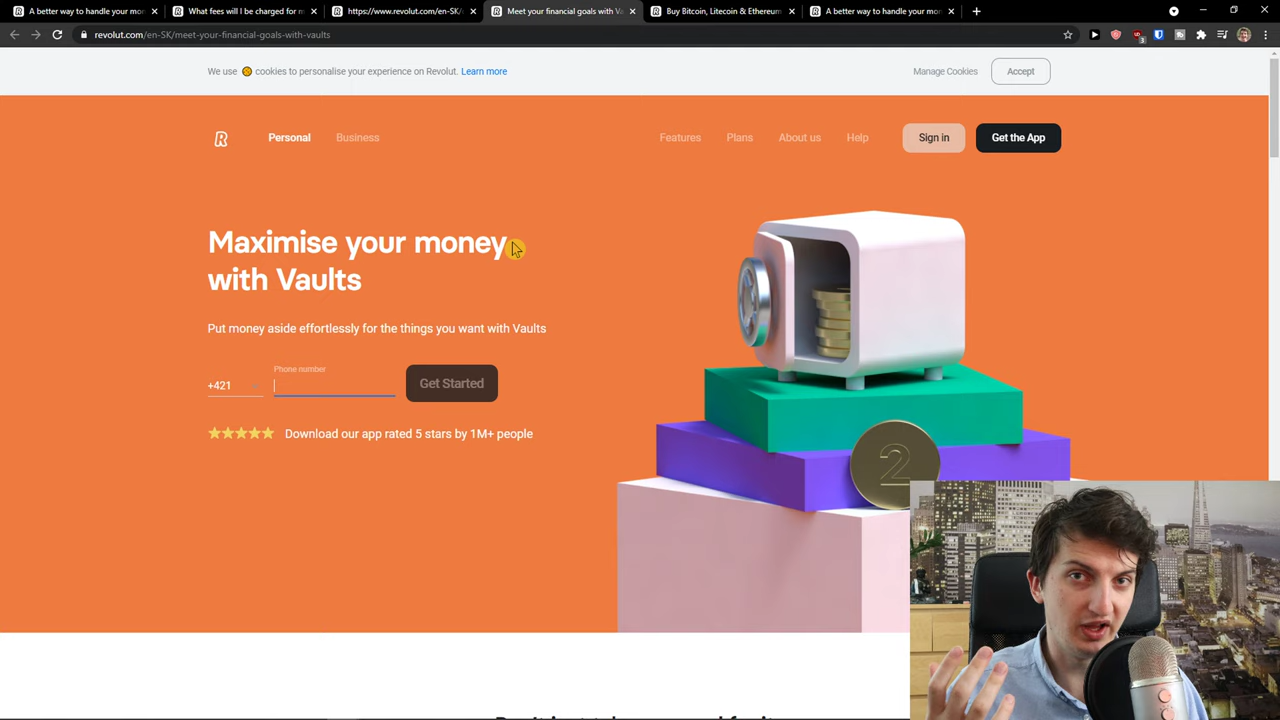 A better way to handle your mon
What fees will I be charged for m
https://www.revolut.com/en-SK/
Meet your financial goals with Va
Buy Bitcoin, Litecoin & Ethereum
A better way to handle your mon
revolut.com/en-SK/meet-your-financial-goals-with-vaults
3
We use cookies to personalise your experience on Revolut. Learn more
Manage Cookies
Accept
R
Personal
Business
Features
Plans
About us
Help
Sign in
Get the App
Maximise your money
with Vaults
Put money aside effortlessly for the things you want with Vaults
Phone number
+421
Get Started
Download our app rated 5 stars by 1M+ people
2